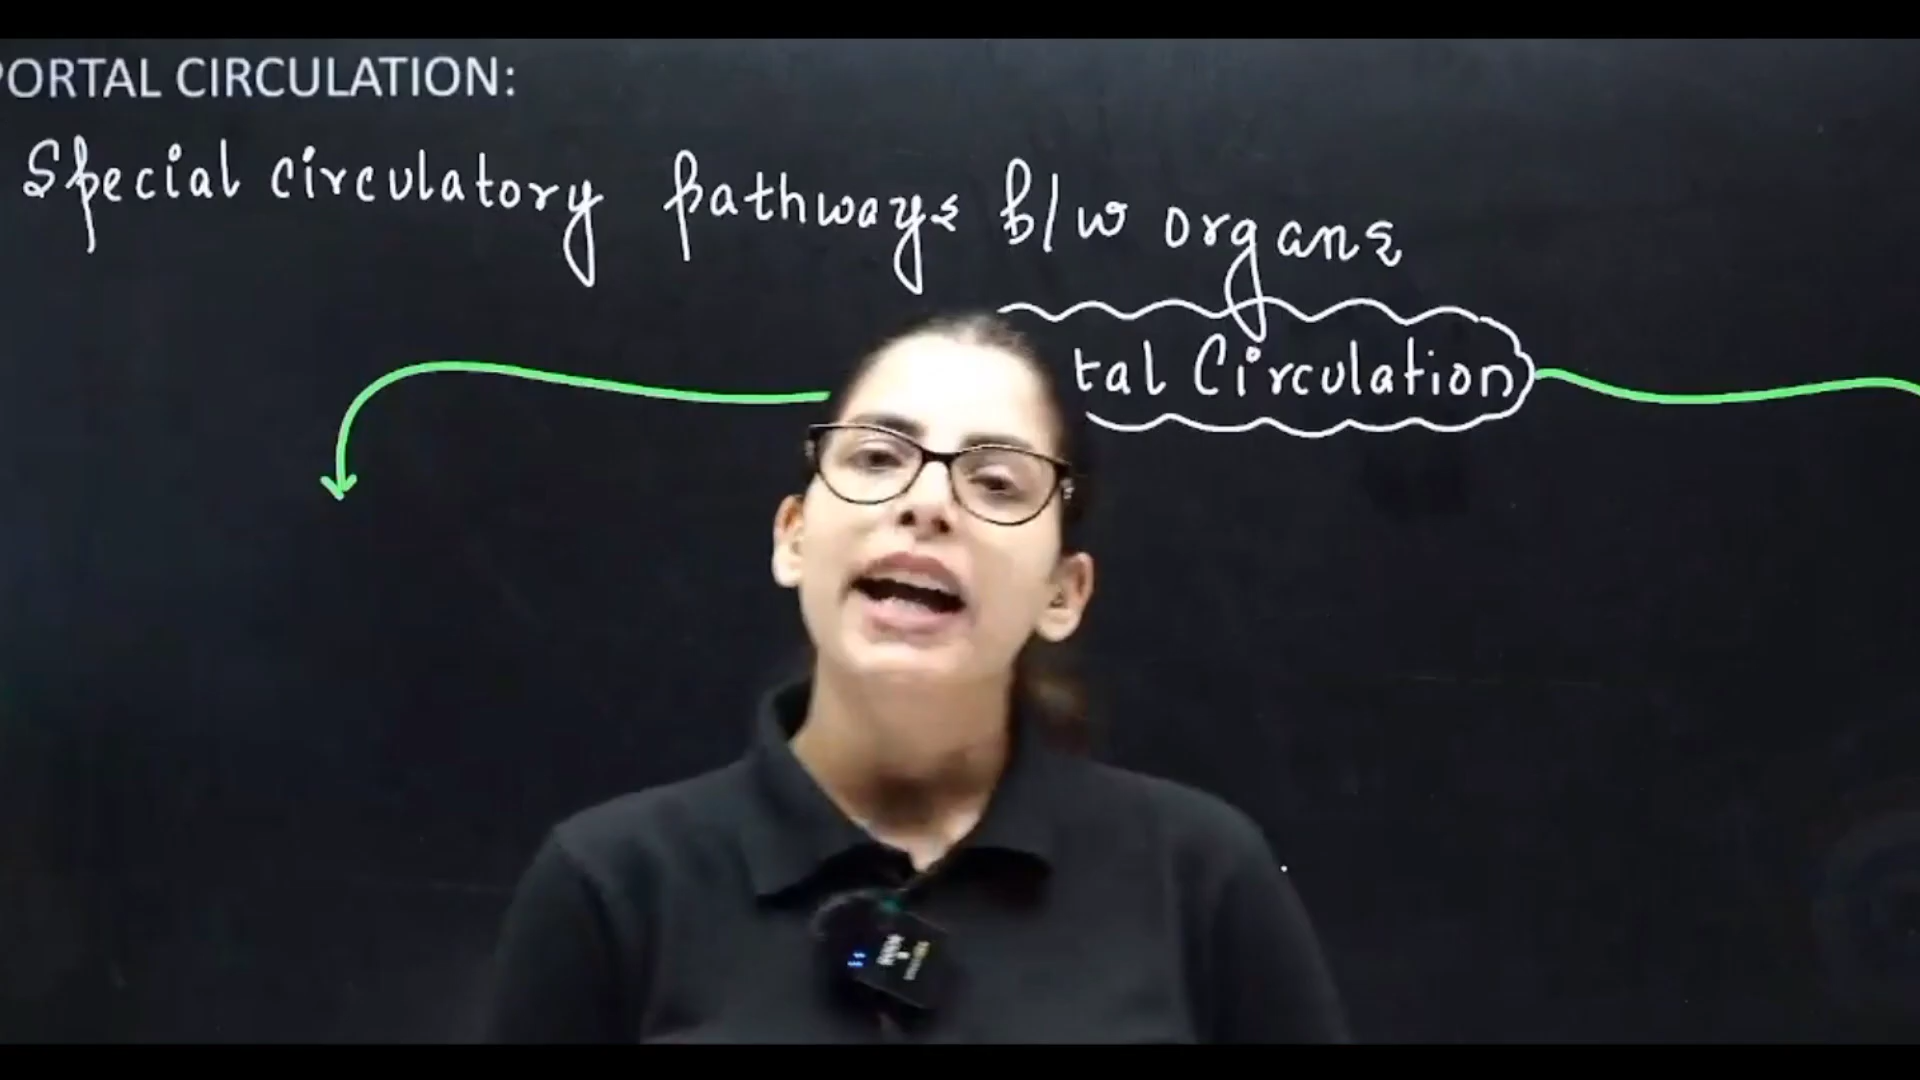 PORTAL CIRCULATION:
Special circulatory pathways b/w organs
tal Circulation